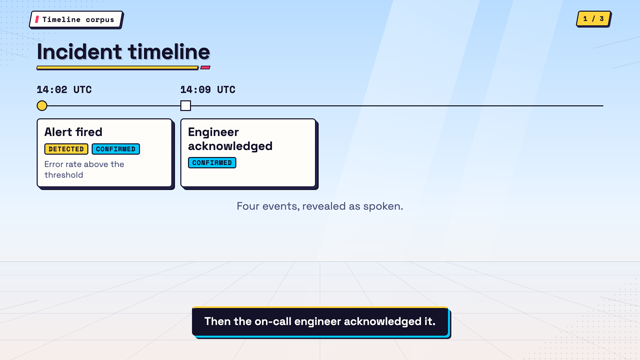 Timeline corpus
1 / 3
Incident timeline
14:02 UTC
14:09 UTC
Alert fired
DETECTED CONFIRMED
Error rate above the
threshold
Engineer
acknowledged
CONFIRMED
Four events, revealed as spoken.
Then the on-call engineer acknowledged it.